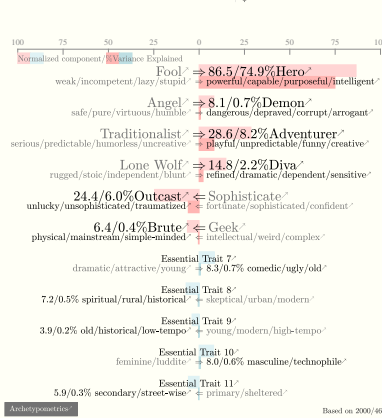 100 75 50 25 0 25 50 75 100
Normalized component/%Variance Explained
Fool↗ ⇒ 86.5/74.9%Hero↗
weak/incompetent/lazy/stupid↗ ⇒ powerful/capable/purposeful/intelligent↗
Angel↗ ⇒ 8.1/0.7%Demon↗
safe/pure/virtuous/humble↗ ⇒ dangerous/depraved/corrupt/arrogant↗
Traditionalist↗ ⇒ 28.6/8.2%Adventurer↗
serious/predictable/humorless/uncreative↗ ⇒ playful/unpredictable/funny/creative↗
Lone Wolf↗ ⇒ 14.8/2.2%Diva↗
rugged/stoic/independent/blunt↗ ⇒ refined/dramatic/dependent/sensitive↗
24.4/6.0%Outcast↗ ⇐ Sophisticate↗
unlucky/unsophisticated/traumatized↗ ⇐ fortunate/sophisticated/confident↗
6.4/0.4%Brute↗ ⇐ Geek↗
physical/mainstream/simple-minded↗ ⇐ intellectual/weird/complex↗
Essential Trait 7↗
dramatic/attractive/young↗ ⇒ 8.3/0.7% comedic/ugly/old↗
Essential Trait 8↗
7.2/0.5% spiritual/rural/historical↗ ⇐ skeptical/urban/modern↗
Essential Trait 9↗
3.9/0.2% old/historical/low-tempo↗ ⇐ young/modern/high-tempo↗
Essential Trait 10↗
feminine/luddite↗ ⇒ 8.0/0.6% masculine/technophile↗
Essential Trait 11↗
5.9/0.3% secondary/street-wise↗ ⇐ primary/sheltered↗
Archetypometrics↗
Based on 2000/46